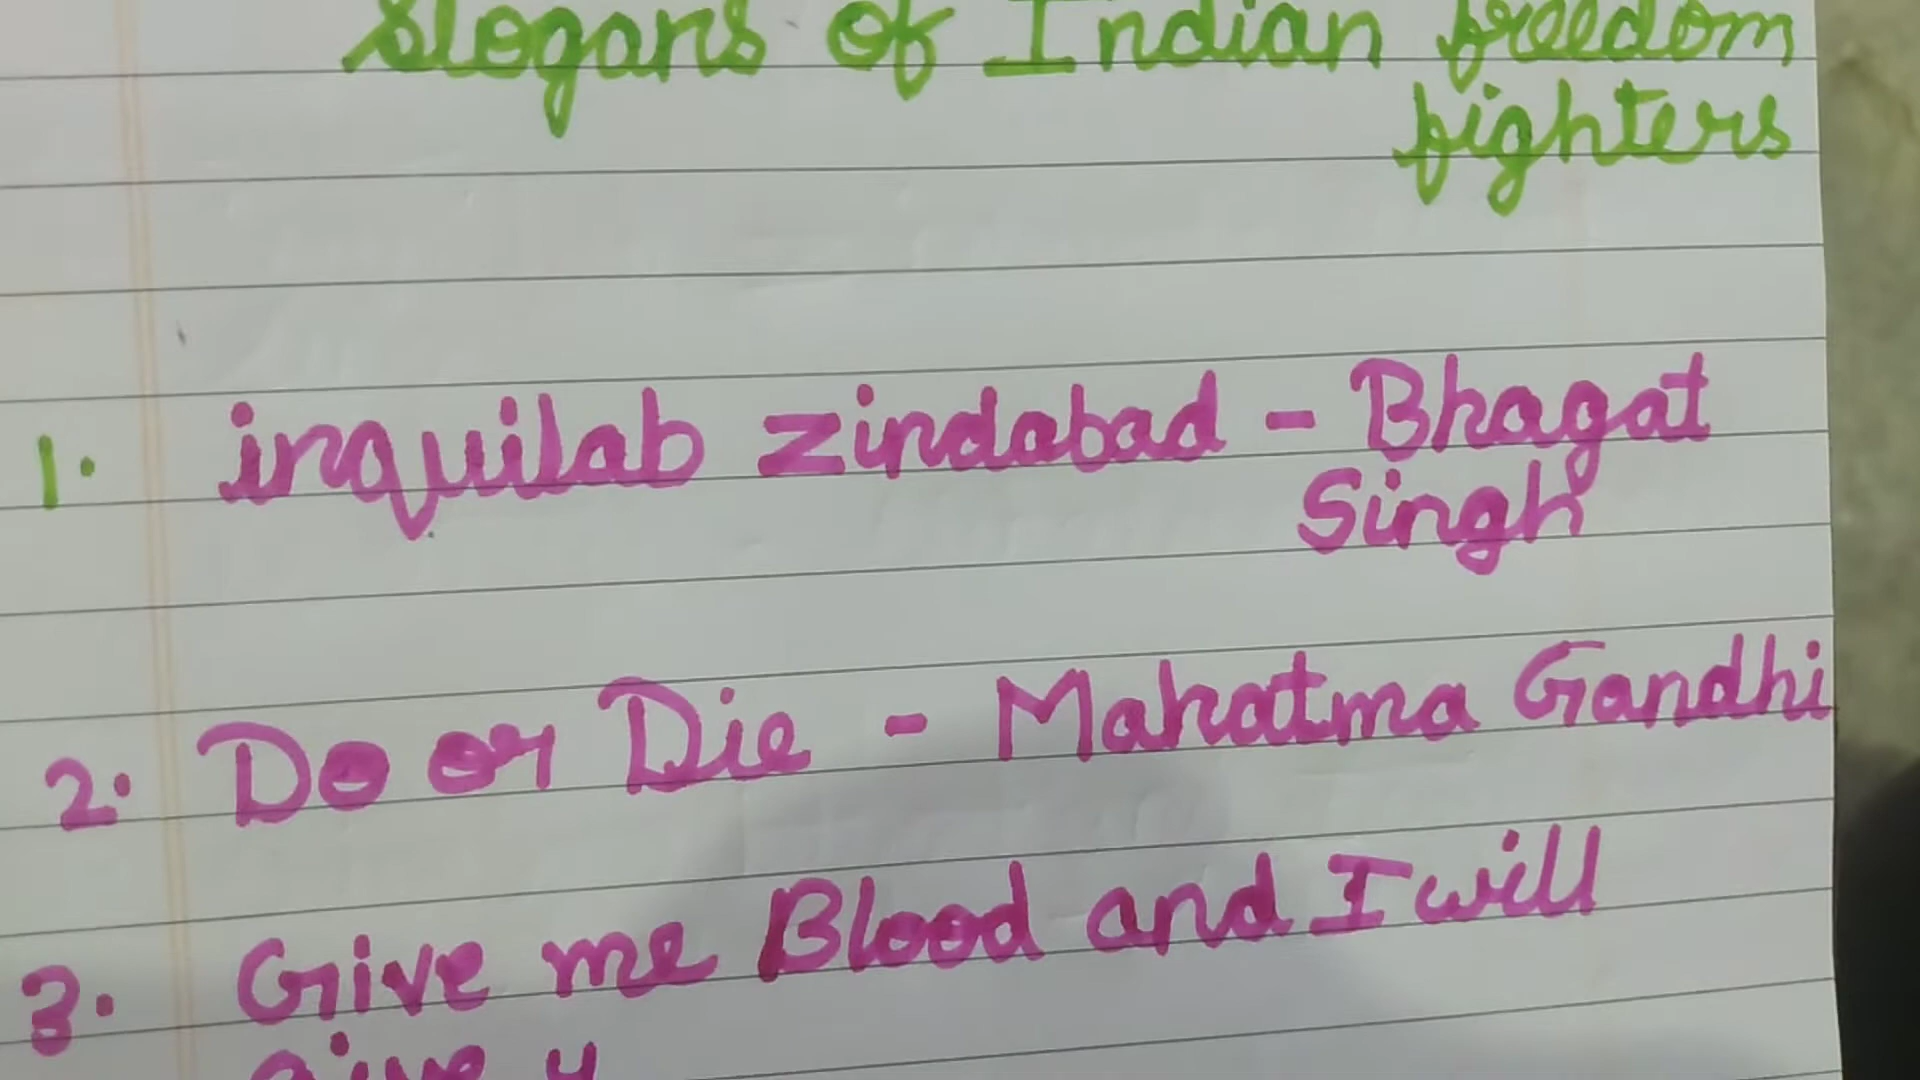 Slogans of Indian freedom
fighters
1. inquilab zindabad - Bhagat
Singh
2. Do or Die - Mahatma Gandhi
3. Give me Blood and I will
Give